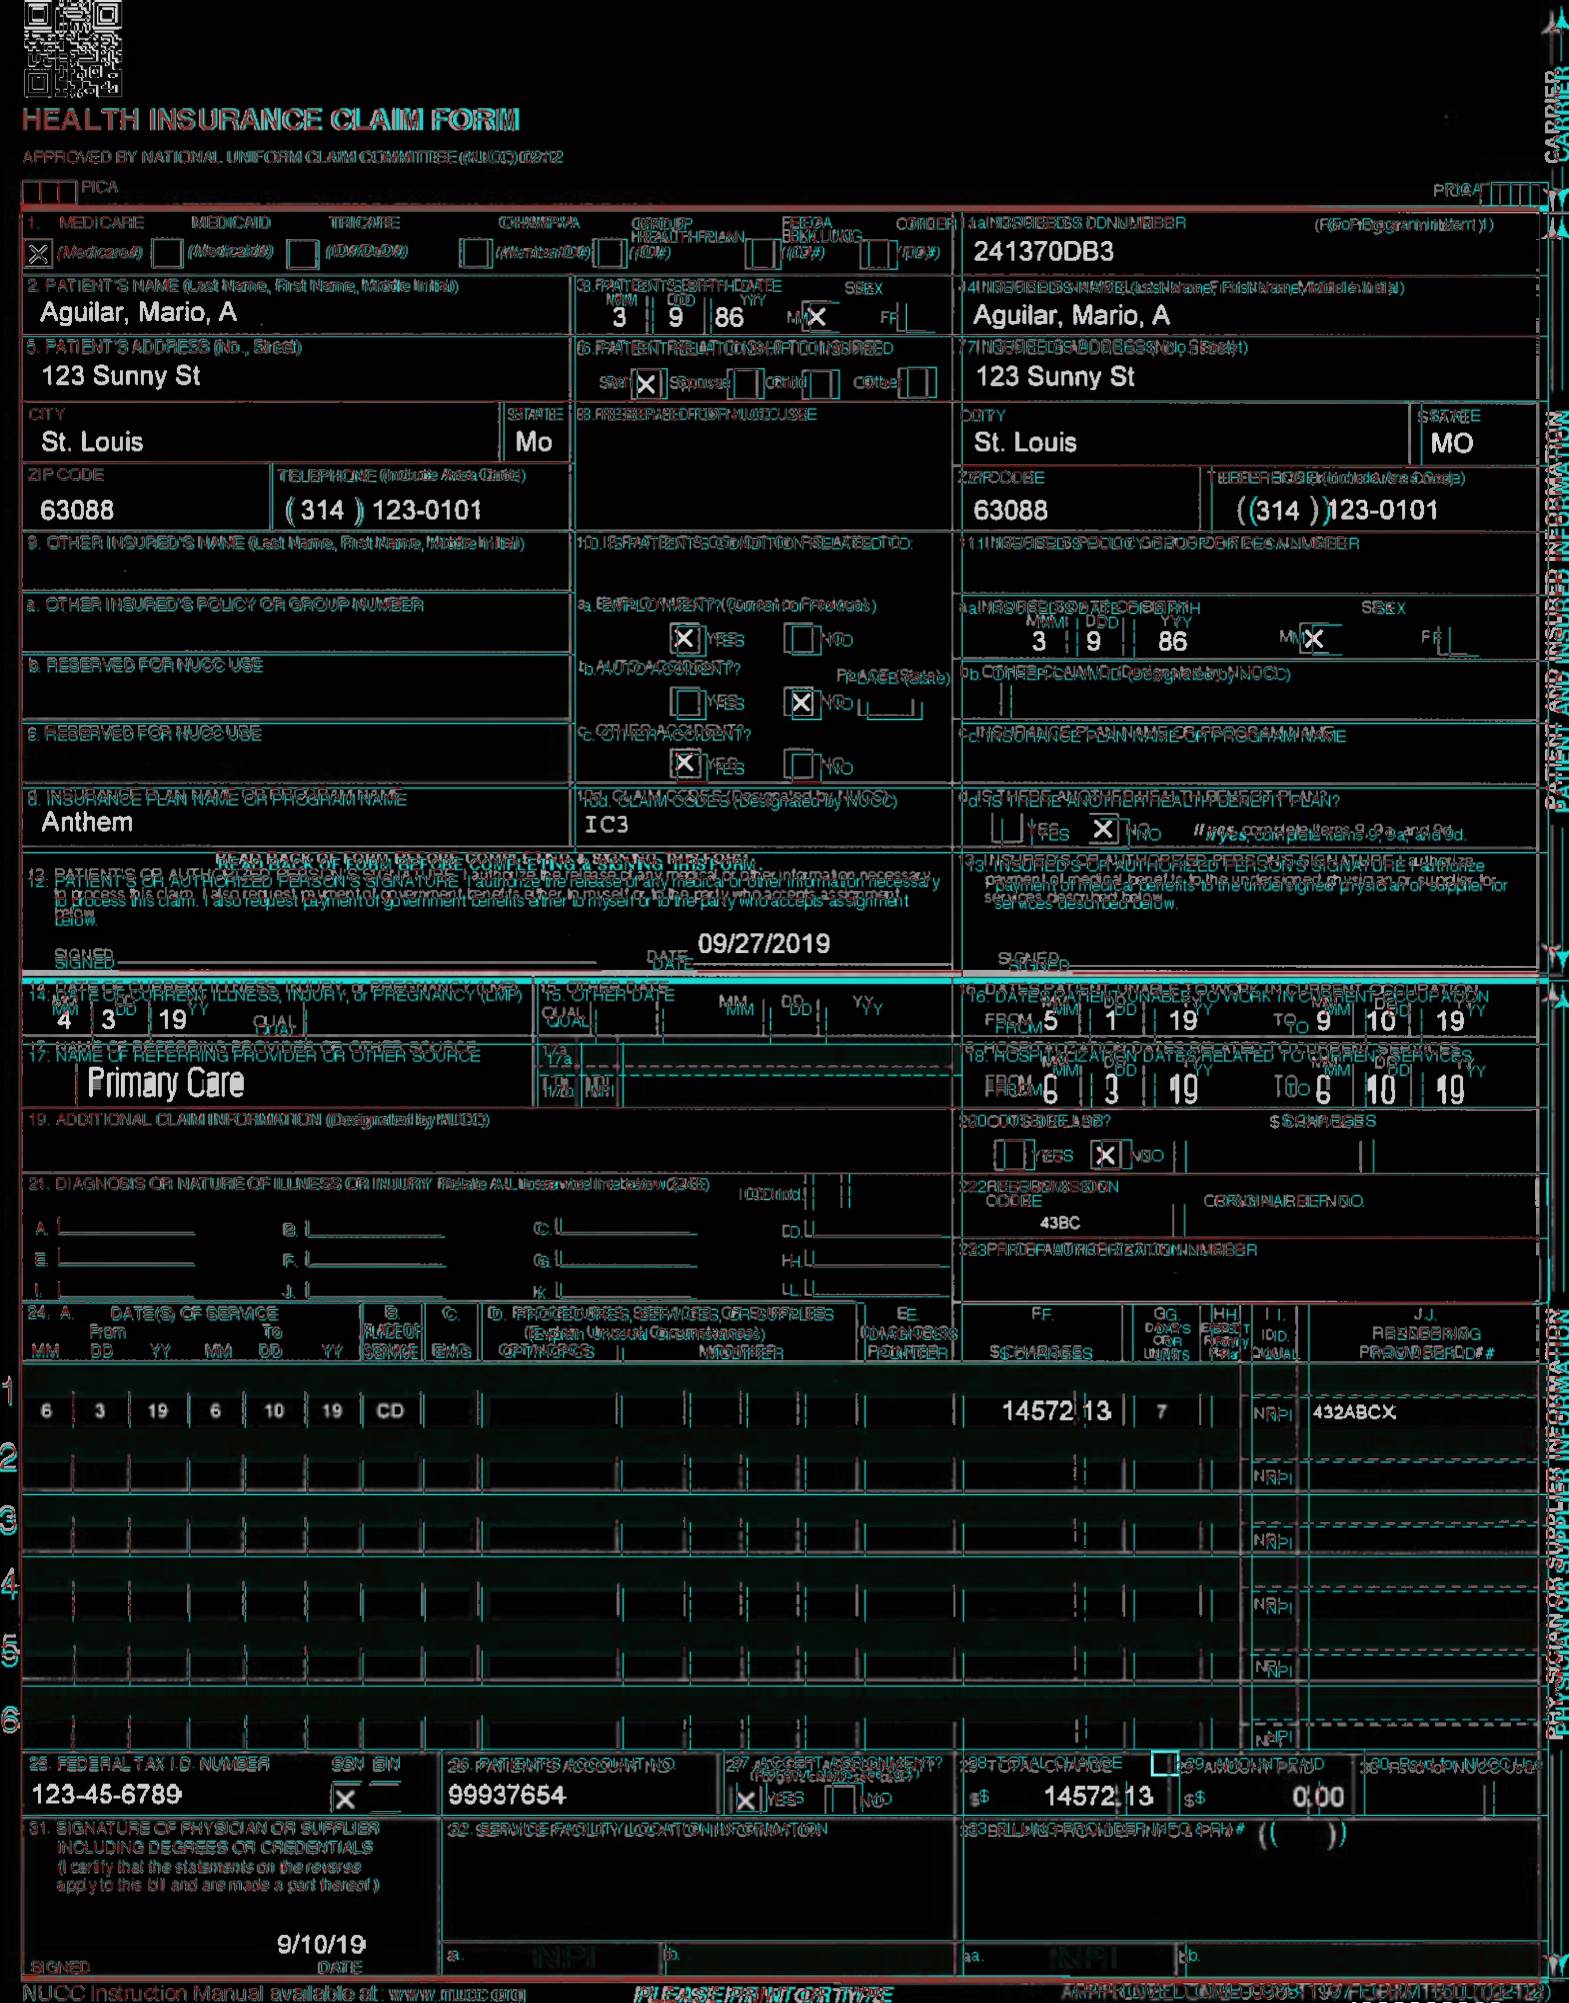 HEALTH INSURANCE CLAIM FORM
APPROVED BY NATIONAL UNIFORM CLAIM COMMITTEE (NUCC) 02/12
PICA PICA
CARRIER
1. MEDICARE MEDICAID TRICARE CHAMPVA GROUP HEALTH PLAN FECA BLK LUNG OTHER 1a. INSURED'S I.D. NUMBER (For Program in Item 1)
X (Medicare#) (Medicaid#) (ID#/DoD#) (Member ID#) (ID#) (ID#) (ID#) 241370DB3
2. PATIENT'S NAME (Last Name, First Name, Middle Initial) 3. PATIENT'S BIRTH DATE SEX 4. INSURED'S NAME (Last Name, First Name, Middle Initial)
MM DD YY
Aguilar, Mario, A 3 9 86 M X F Aguilar, Mario, A
5. PATIENT'S ADDRESS (No., Street) 6. PATIENT RELATIONSHIP TO INSURED 7. INSURED'S ADDRESS (No., Street)
123 Sunny St Self X Spouse Child Other 123 Sunny St
CITY STATE 8. RESERVED FOR NUCC USE CITY STATE
St. Louis Mo St. Louis MO
ZIP CODE TELEPHONE (Include Area Code) ZIP CODE TELEPHONE (Include Area Code)
63088 ( 314 ) 123-0101 63088 ( 314 ) 123-0101
9. OTHER INSURED'S NAME (Last Name, First Name, Middle Initial) 10. IS PATIENT'S CONDITION RELATED TO: 11. INSURED'S POLICY GROUP OR FECA NUMBER
a. OTHER INSURED'S POLICY OR GROUP NUMBER a. EMPLOYMENT? (Current or Previous) a. INSURED'S DATE OF BIRTH SEX
MM DD YY
X YES NO 3 9 86 M X F
b. RESERVED FOR NUCC USE b. AUTO ACCIDENT? PLACE (State) b. OTHER CLAIM ID (Designated by NUCC)
YES X NO
c. RESERVED FOR NUCC USE c. OTHER ACCIDENT? c. INSURANCE PLAN NAME OR PROGRAM NAME
X YES NO
d. INSURANCE PLAN NAME OR PROGRAM NAME 10d. CLAIM CODES (Designated by NUCC) d. IS THERE ANOTHER HEALTH BENEFIT PLAN?
Anthem IC3 YES X NO If yes, complete items 9, 9a, and 9d.
PATIENT AND INSURED INFORMATION
READ BACK OF FORM BEFORE COMPLETING & SIGNING THIS FORM.
12. PATIENT'S OR AUTHORIZED PERSON'S SIGNATURE I authorize the release of any medical or other information necessary
to process this claim. I also request payment of government benefits either to myself or to the party who accepts assignment
below.
SIGNED DATE 09/27/2019
13. INSURED'S OR AUTHORIZED PERSON'S SIGNATURE I authorize
payment of medical benefits to the undersigned physician or supplier for
services described below.
SIGNED
14. DATE OF CURRENT ILLNESS, INJURY, or PREGNANCY (LMP) 15. OTHER DATE 16. DATES PATIENT UNABLE TO WORK IN CURRENT OCCUPATION
MM DD YY MM DD YY MM DD YY MM DD YY
4 3 19 QUAL. QUAL. FROM 5 1 19 TO 9 10 19
17. NAME OF REFERRING PROVIDER OR OTHER SOURCE 17a. 18. HOSPITALIZATION DATES RELATED TO CURRENT SERVICES
MM DD YY MM DD YY
Primary Care 17b. NPI FROM 6 3 19 TO 6 10 19
19. ADDITIONAL CLAIM INFORMATION (Designated by NUCC) 20. OUTSIDE LAB? $ CHARGES
YES X NO
21. DIAGNOSIS OR NATURE OF ILLNESS OR INJURY Relate A-L to service line below (24E) ICD Ind. 22. RESUBMISSION CODE ORIGINAL REF. NO.
A. B. C. D. 43BC
E. F. G. H. 23. PRIOR AUTHORIZATION NUMBER
I. J. K. L.
24. A. DATE(S) OF SERVICE B. C. D. PROCEDURES, SERVICES, OR SUPPLIES E. F. G. H. I. J.
From To PLACE OF (Explain Unusual Circumstances) DIAGNOSIS DAYS OR EPSDT Family ID. RENDERING
MM DD YY MM DD YY SERVICE EMG CPT/HCPCS MODIFIER POINTER $ CHARGES UNITS Plan QUAL. PROVIDER ID. #
1 6 3 19 6 10 19 CD 14572 13 7 NPI 432ABCX
2 NPI
3 NPI
4 NPI
5 NPI
6 NPI
PHYSICIAN OR SUPPLIER INFORMATION
25. FEDERAL TAX I.D. NUMBER SSN EIN 26. PATIENT'S ACCOUNT NO. 27. ACCEPT ASSIGNMENT? 28. TOTAL CHARGE 29. AMOUNT PAID 30. Rsvd for NUCC Use
(For govt. claims, see back)
123-45-6789 X 99937654 X YES NO $ 14572 13 $ 0.00
31. SIGNATURE OF PHYSICIAN OR SUPPLIER 32. SERVICE FACILITY LOCATION INFORMATION 33. BILLING PROVIDER INFO & PH # ( )
INCLUDING DEGREES OR CREDENTIALS
(I certify that the statements on the reverse
apply to this bill and are made a part thereof.)
9/10/19
SIGNED DATE a. NPI b. a. NPI b.
NUCC Instruction Manual available at: www.nucc.org PLEASE PRINT OR TYPE